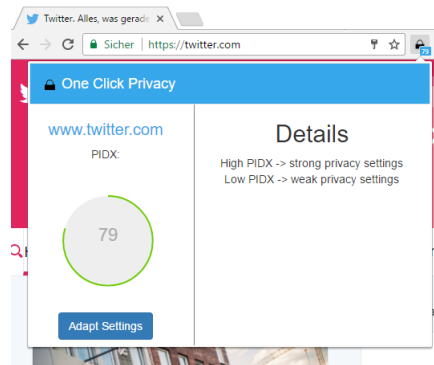 Twitter. Alles, was gerade
Sicher | https://twitter.com
79
One Click Privacy
www.twitter.com
PIDX:
79
Adapt Settings
Details
High PIDX -> strong privacy settings
Low PIDX -> weak privacy settings